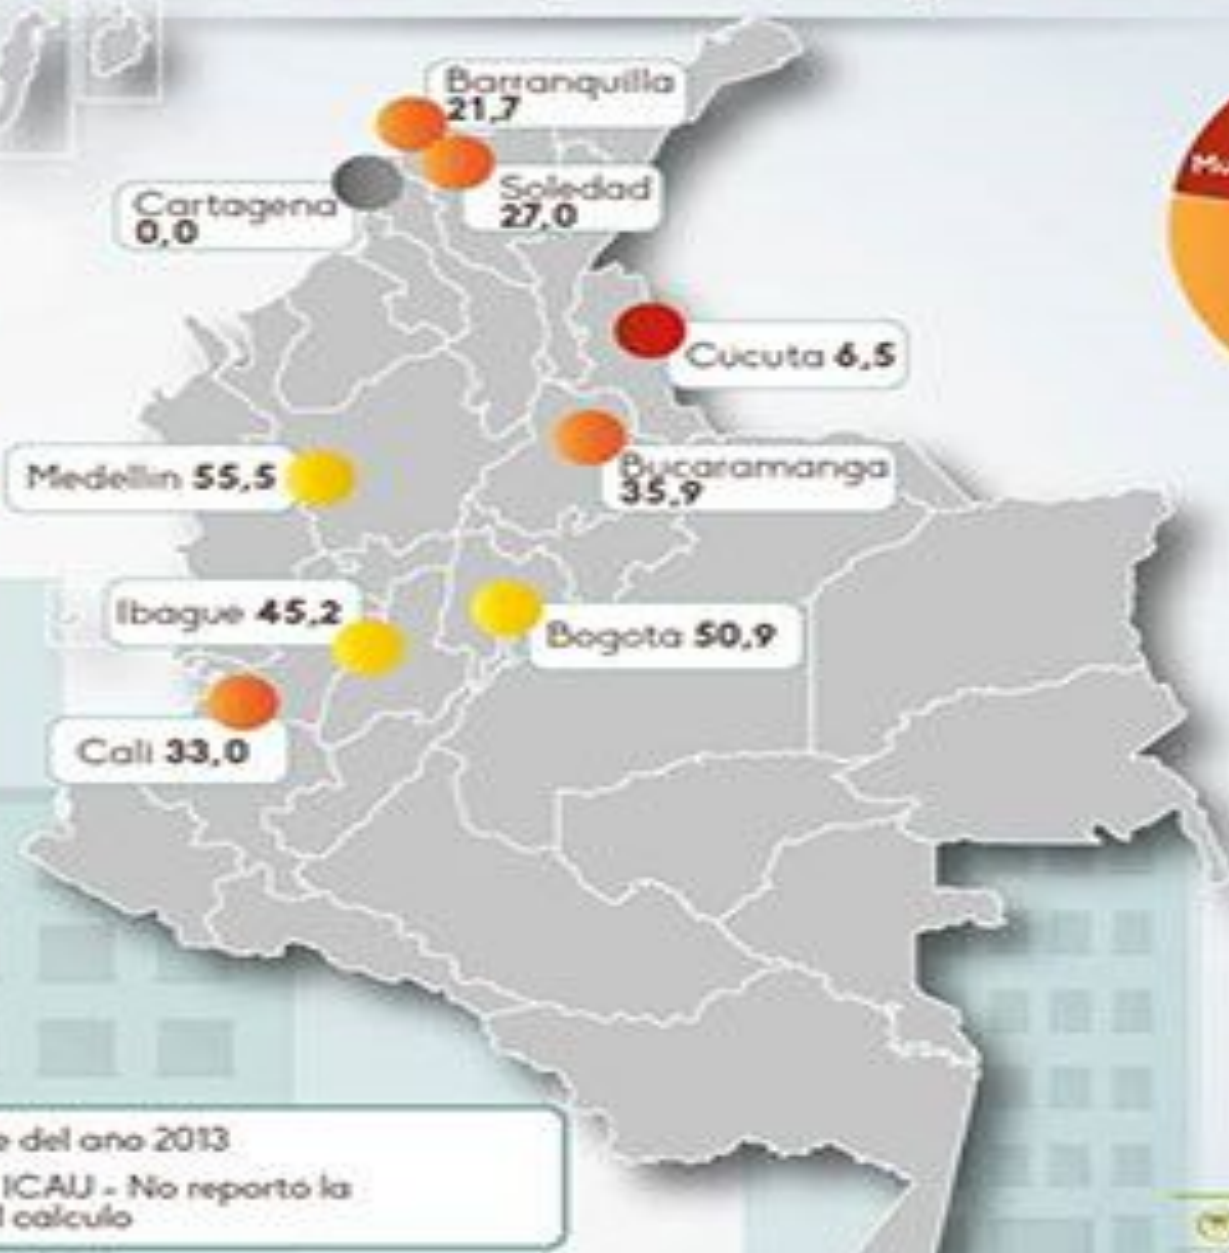 Barranquilla
21,7
Cartagena
0,0
Soledad
27,0
Cucuta 6,5
Medellin 55,5
Bucaramanga
35,9
Ibague 45,2
Bogota 50,9
Cali 33,0
del ano 2013
ICAU - No reporto la
calculo